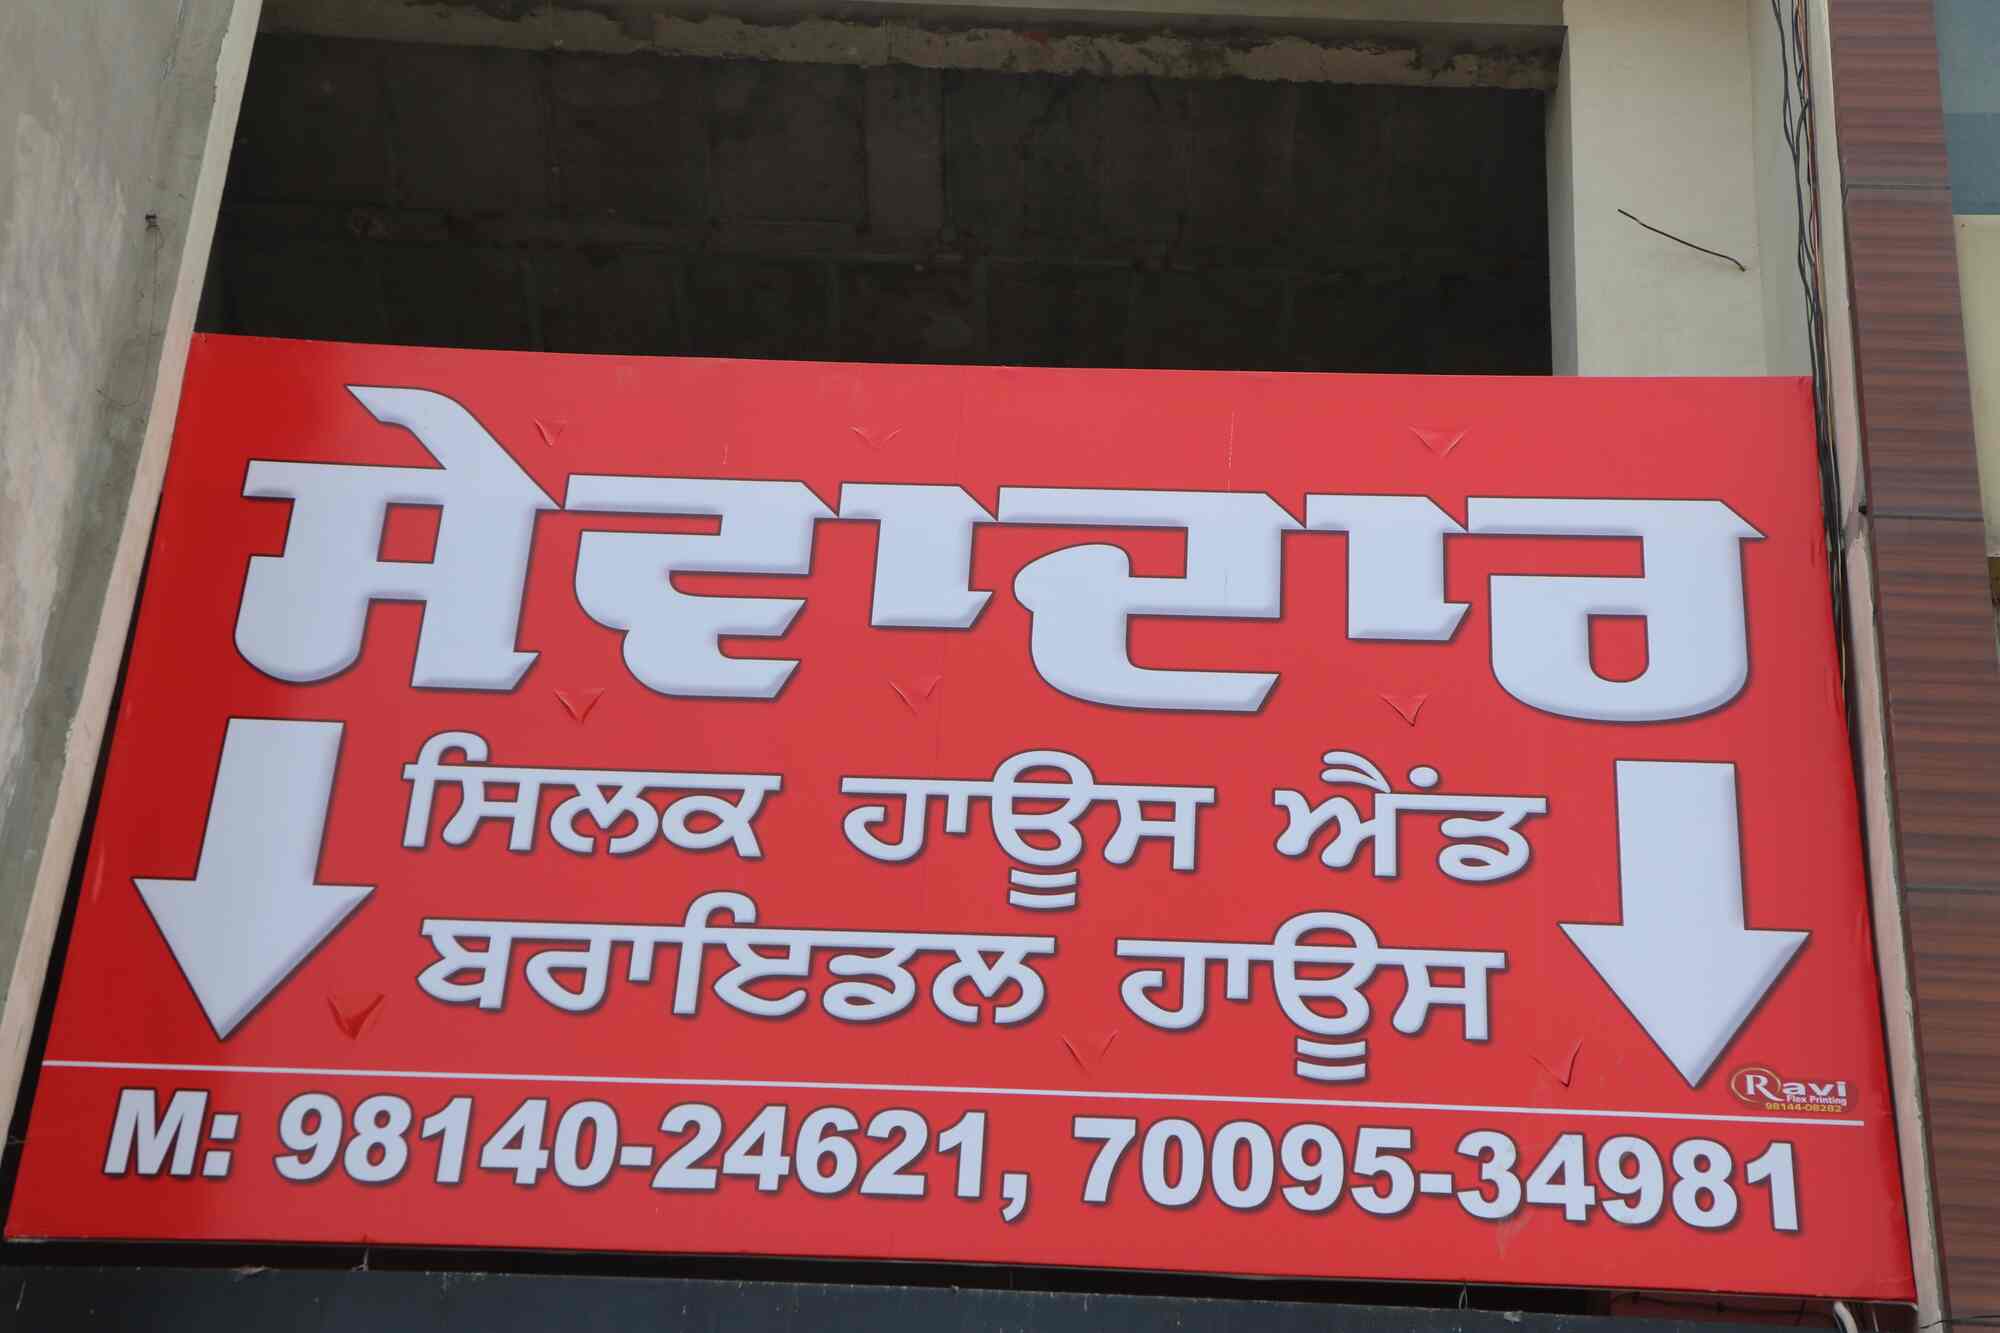 ਸੇਵਾਦਾਰ
ਸਿਲਕ ਹਾਊਸ ਐਂਡ
ਬਰਾਇਡਲ ਹਾਊਸ
Ravi
Flex Printing
98144-08282
M: 98140-24621, 70095-34981